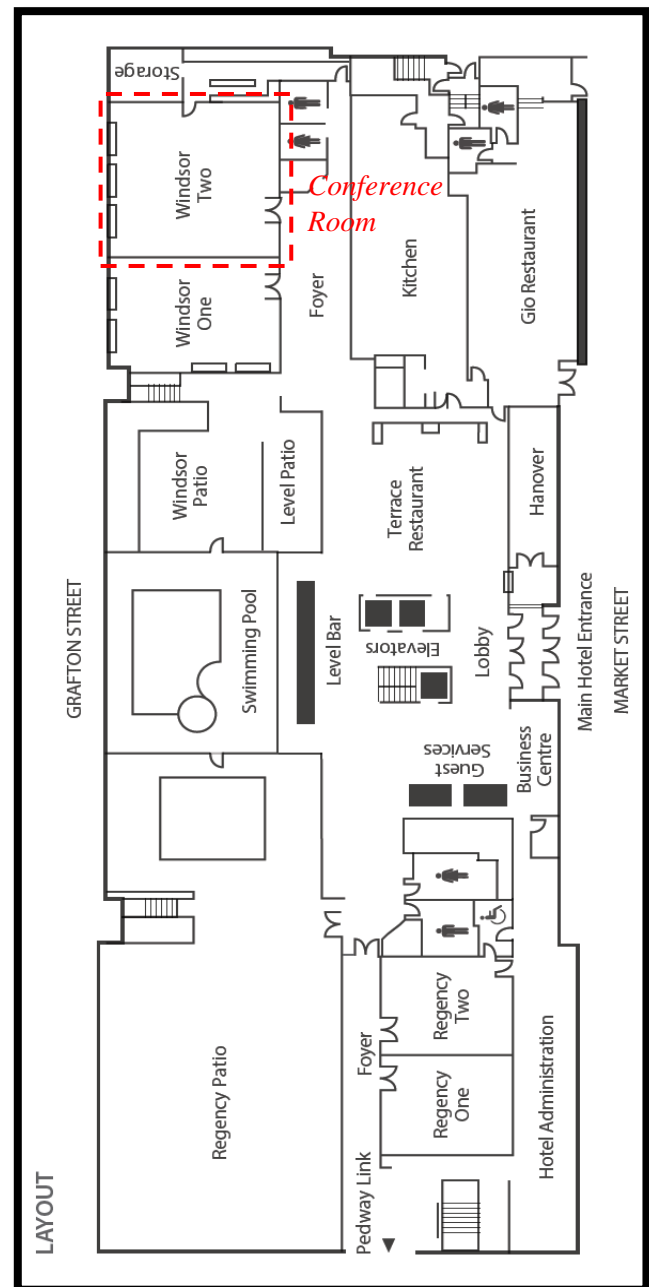 LAYOUT
GRAFTON STREET
Storage
Windsor
Two
Conference
Room
Windsor
One
Foyer
Kitchen
Gio Restaurant
Windsor
Patio
Level Patio
Terrace
Restaurant
Hanover
Swimming Pool
Level Bar
Elevators
Lobby
Main Hotel Entrance
MARKET STREET
Guest
Services
Business
Centre
Regency Patio
Foyer
Regency
Two
Regency
One
Pedway Link
Hotel Administration